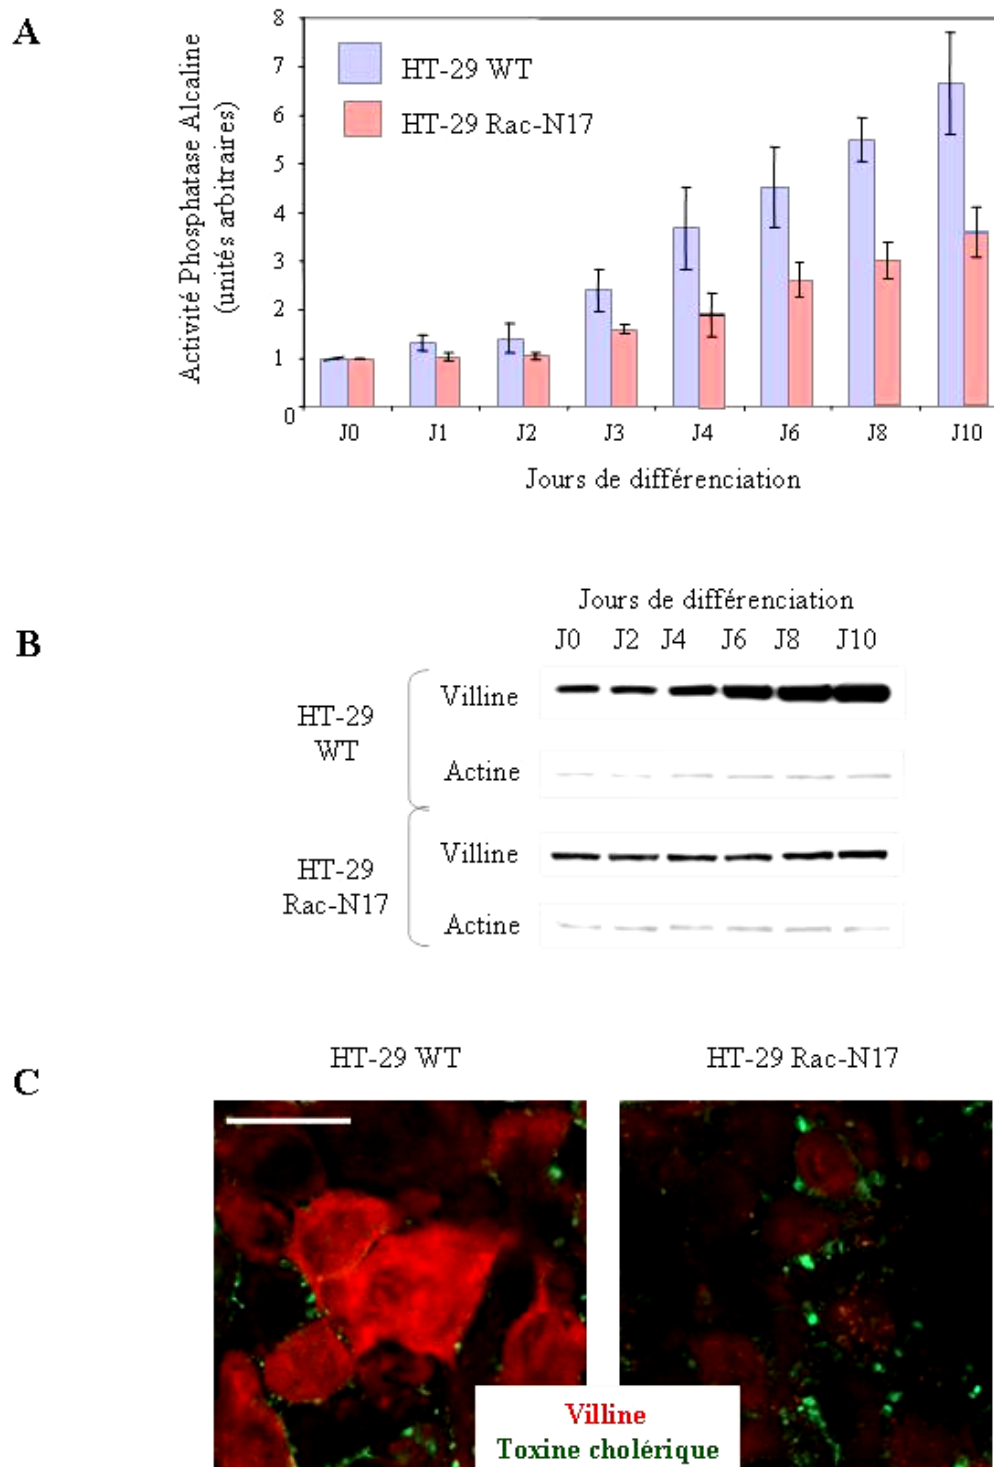 A
Activité Phosphatase Alcaline
(unités arbitraires)
8
7
6
5
4
3
2
1
0
HT-29 WT
HT-29 Rac-N17
J0 J1 J2 J3 J4 J6 J8 J10
Jours de différenciation
B
Jours de différenciation
J0 J2 J4 J6 J8 J10
HT-29
WT
Villine
Actine
HT-29
Rac-N17
Villine
Actine
C
HT-29 WT
HT-29 Rac-N17
Villine
Toxine cholérique